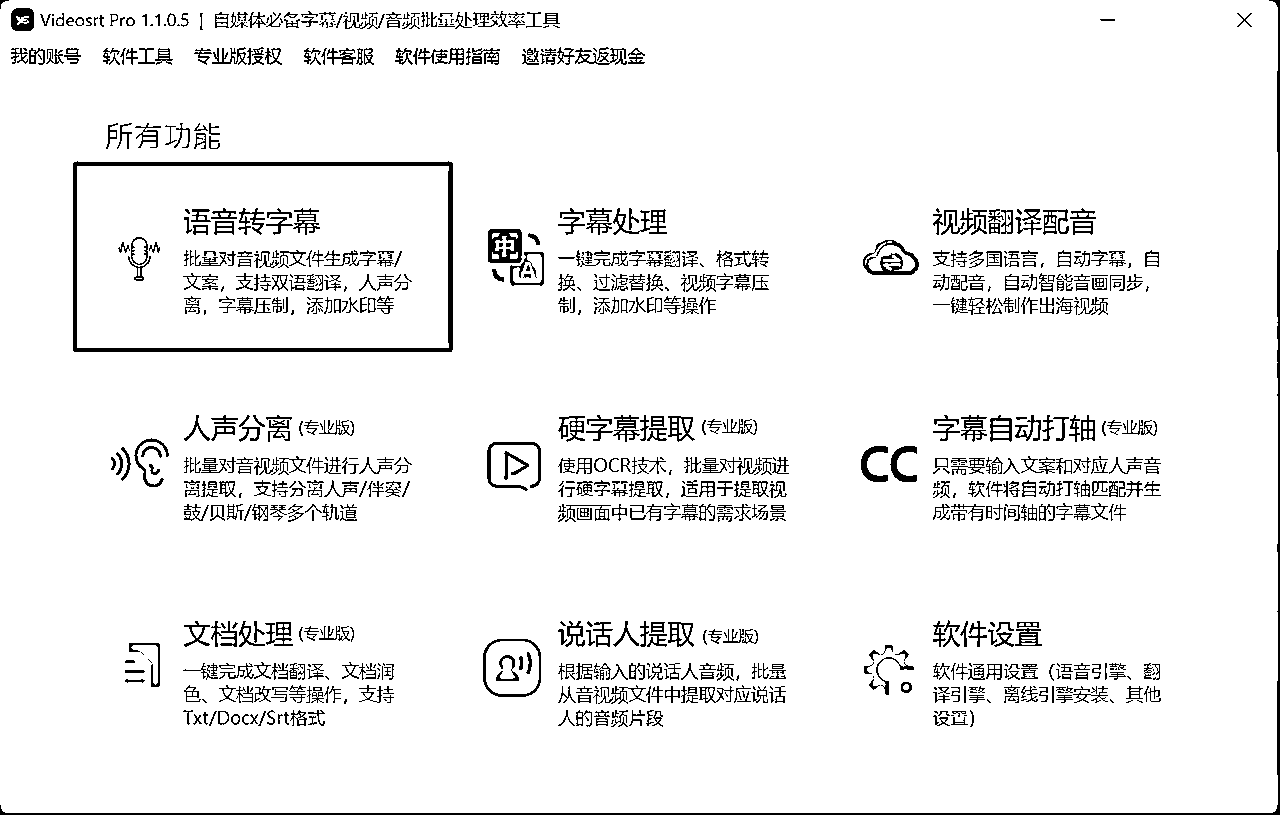 Videosrt Pro 1.1.0.5 | 自媒体必备字幕/视频/音频批量处理效率工具
我的账号 软件工具 专业版授权 软件客服 软件使用指南 邀请好友返现金
所有功能
语音转字幕
批量对音视频文件生成字幕/
文案，支持双语翻译，人声分
离，字幕压制，添加水印等
字幕处理
一键完成字幕翻译、格式转
换、过滤替换、视频字幕压
制，添加水印等操作
视频翻译配音
支持多国语言，自动字幕，自
动配音，自动智能音画同步，
一键轻松制作出海视频
人声分离 (专业版)
批量对音视频文件进行人声分
离提取，支持分离人声/伴奏/
鼓/贝斯/钢琴多个轨道
硬字幕提取 (专业版)
使用OCR技术，批量对视频进
行硬字幕提取，适用于提取视
频画面中已有字幕的需求场景
CC
字幕自动打轴 (专业版)
只需要输入文案和对应人声音
频，软件将自动打轴匹配并生
成带有时间轴的字幕文件
文档处理 (专业版)
一键完成文档翻译、文档润
色、文档改写等操作，支持
Txt/Docx/Srt格式
说话人提取 (专业版)
根据输入的说话人音频，批量
从音视频文件中提取对应说话
人的音频片段
软件设置
软件通用设置（语音引擎、翻
译引擎、离线引擎安装、其他
设置）